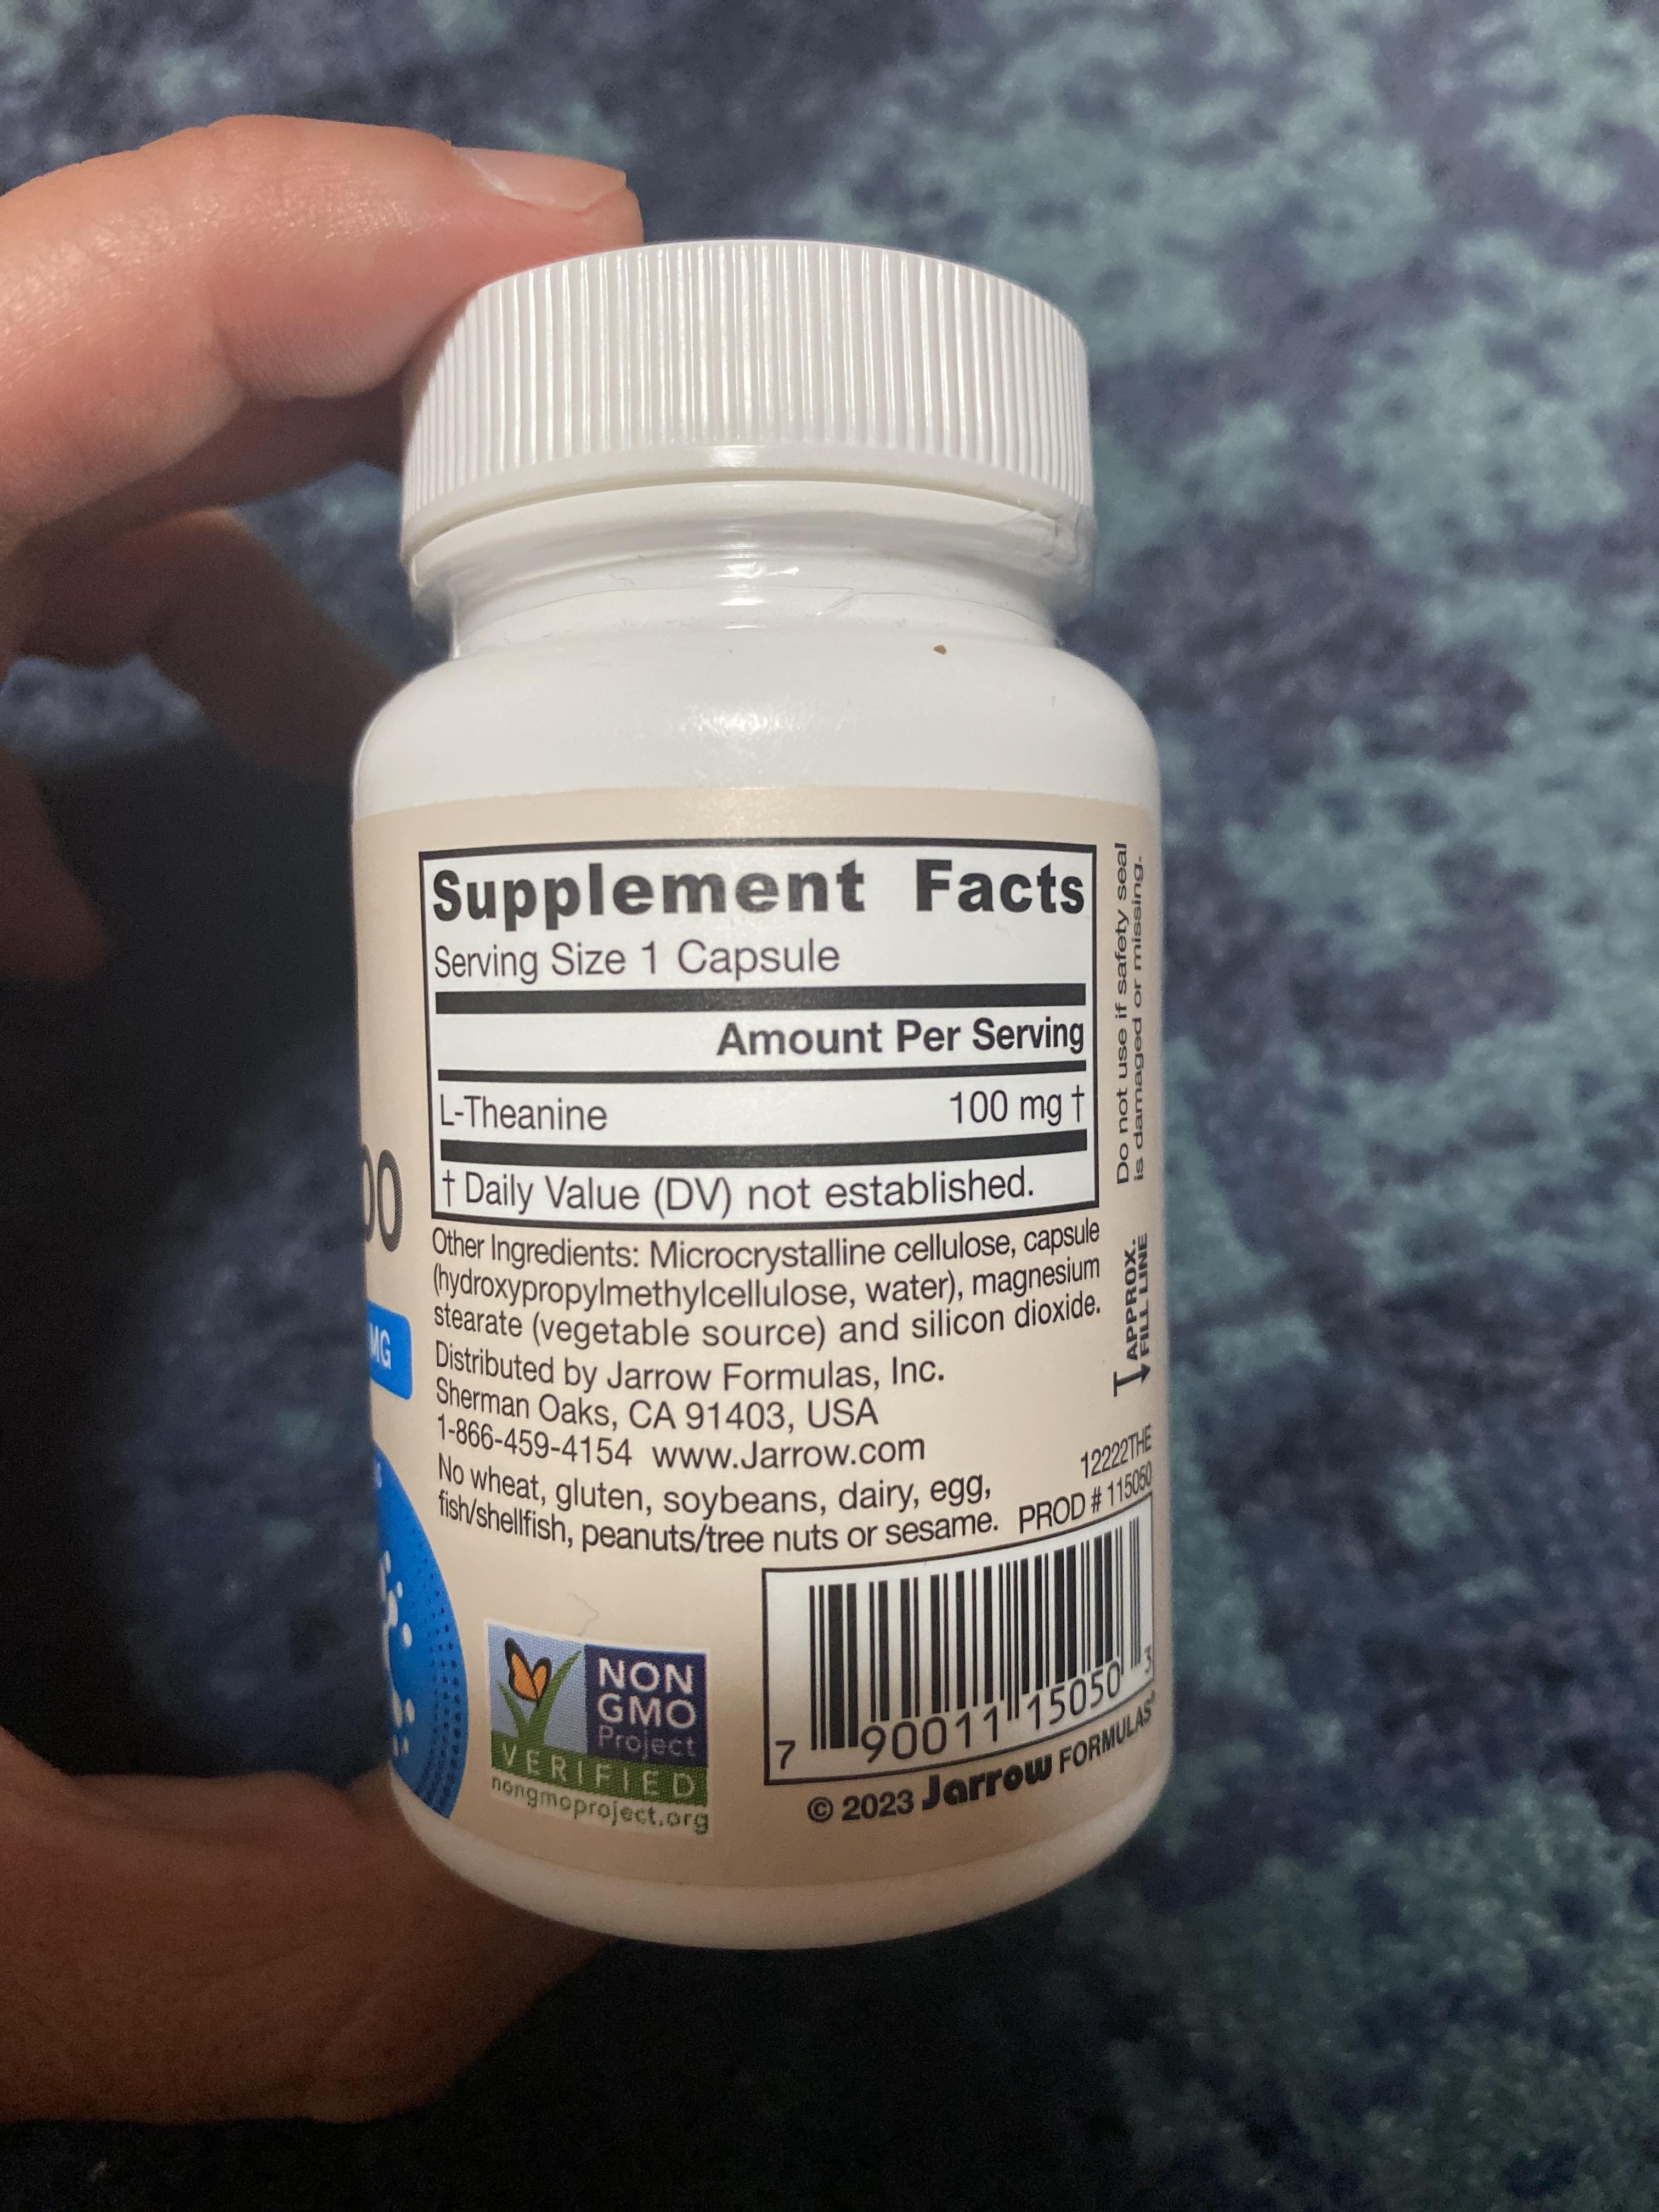 Supplement Facts
Serving Size 1 Capsule
Amount Per Serving
L-Theanine 100 mg †
† Daily Value (DV) not established.
Other Ingredients: Microcrystalline cellulose, capsule
(hydroxypropylmethylcellulose, water), magnesium
stearate (vegetable source) and silicon dioxide.
Distributed by Jarrow Formulas, Inc.
Sherman Oaks, CA 91403, USA
1-866-459-4154 www.Jarrow.com
No wheat, gluten, soybeans, dairy, egg,
fish/shellfish, peanuts/tree nuts or sesame.
12222THE
PROD # 115050
NON
GMO
Project
VERIFIED
nongmoproject.org
7 90011 15050 3
© 2023 Jarrow FORMULAS®
Do not use if safety seal
is damaged or missing.
APPROX.
FILL LINE
00
MG